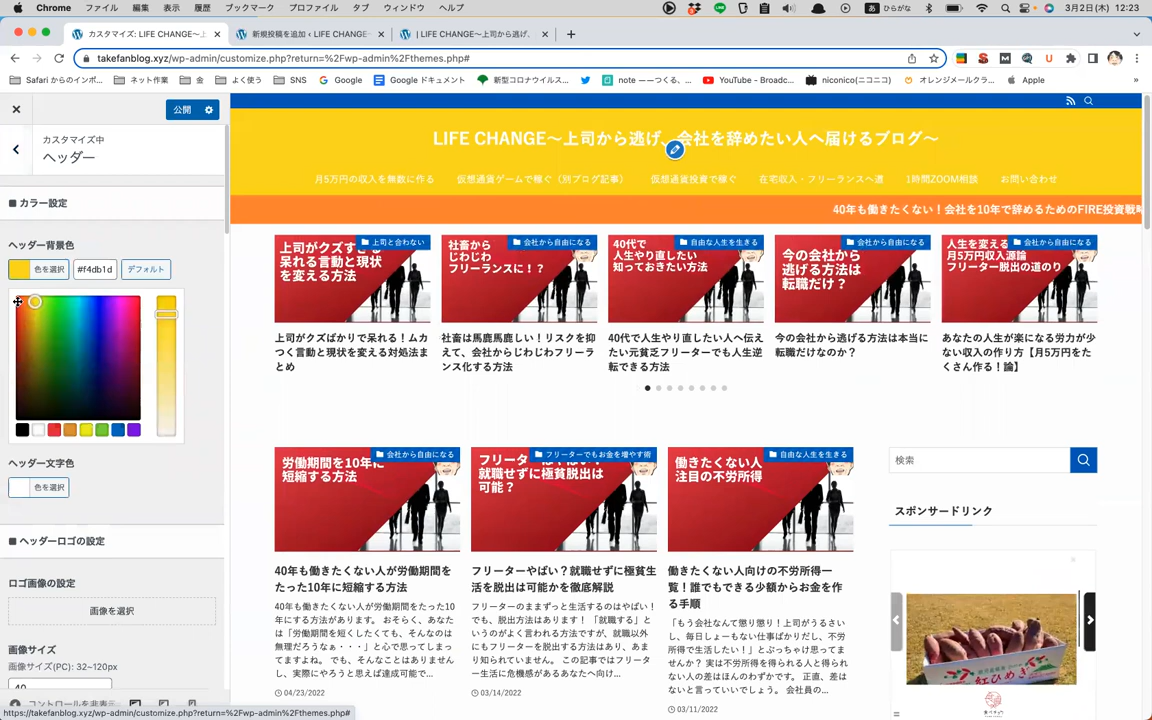 Chrome ファイル 編集 表示 履歴 ブックマーク プロファイル タブ ウィンドウ ヘルプ
あ ひらがな 3月2日(木) 12:23
カスタマイズ: LIFE CHANGE〜上
新規投稿を追加 ‹ LIFE CHANGE〜
| LIFE CHANGE〜上司から逃げ、
takefanblog.xyz/wp-admin/customize.php?return=%2Fwp-admin%2Fthemes.php#
Safari からのインポ... ネット作業 金 よく使う SNS Google Google ドキュメント 新型コロナウイルス... note ーーつくる、... YouTube - Broadc... niconico(ニコニコ) オレンジメールクラ... Apple
公開
カスタマイズ中
ヘッダー
カラー設定
ヘッダー背景色
色を選択 #f4db1d デフォルト
ヘッダー文字色
色を選択
ヘッダーロゴの設定
ロゴ画像の設定
画像を選択
画像サイズ
画像サイズ(PC): 32~120px
40
コントロールを非表示
https://takefanblog.xyz/wp-admin/customize.php?return=%2Fwp-admin%2Fthemes.php#
LIFE CHANGE〜上司から逃げ、会社を辞めたい人へ届けるブログ〜
月5万円の収入を無数に作る 仮想通貨ゲームで稼ぐ（別ブログ記事） 仮想通貨投資で稼ぐ 在宅収入・フリーランスへ道 1時間ZOOM相談 お問い合わせ
40年も働きたくない！会社を10年で辞めるためのFIRE投資戦略
上司と合わない
上司がクズす
呆れる言動と現状
を変える方法
上司がクズばかりで呆れる！ムカ
つく言動と現状を変える対処法ま
とめ
会社から自由になる
社畜から
じわじわ
フリーランスに！？
社畜は馬鹿馬鹿しい！リスクを抑
えて、会社からじわじわフリーラ
ンス化する方法
自由な人生を生きる
40代で
人生やり直したい
知っておきたい方法
40代で人生やり直したい人へ伝え
たい元貧乏フリーターでも人生逆
転できる方法
会社から自由になる
今の会社から
逃げる方法は
転職だけ？
今の会社から逃げる方法は本当に
転職だけなのか？
会社から自由になる
人生を変える
月5万円収入源論
フリーター脱出の道のり
あなたの人生が楽になる労力が少
ない収入の作り方【月5万円をた
くさん作る！論】
会社から自由になる
労働期間を10年に
短縮する方法
40年も働きたくない人が労働期間を
たった10年に短縮する方法
40年も働きたくない人が労働期間をたった10
年にする方法があります。 おそらく、あなた
は「労働期間を短くしたくても、そんなのは
無理だろうなぁ・・・」と心で思ってしまっ
てますよね。 でも、そんなことはありません
し、実際にやろうと思えば達成可能で...
04/23/2022
フリーターでもお金を増やす術
就職せずに極貧脱出は
可能？
フリーターやばい？就職せずに極貧生
活を脱出は可能かを徹底解説
フリーターのままずっと生活するのはやばい！
でも、脱出方法はあります！ 「就職する」と
いうのがよく言われる方法ですが、就職以外
にもフリーターを脱出する方法はあり、あま
り知られていません。 この記事ではフリータ
ー生活に危機感があるあなたへ向け...
03/14/2022
自由な人生を生きる
働きたくない人
注目の不労所得
働きたくない人向けの不労所得一
覧！誰でもできる少額からお金を作
る手順
「もう会社なんて懲り懲り！上司がうるさい
し、毎日しょーもない仕事ばかりだし、不労
所得で生活したい！」とぶっちゃけ思ってま
せんか？ 実は不労所得を得られる人と得られ
ない人の差はほんのわずかです。 正直、差は
ないと言っていいでしょう。 会社員の...
03/11/2022
検索
スポンサードリンク
紅ひめぎ